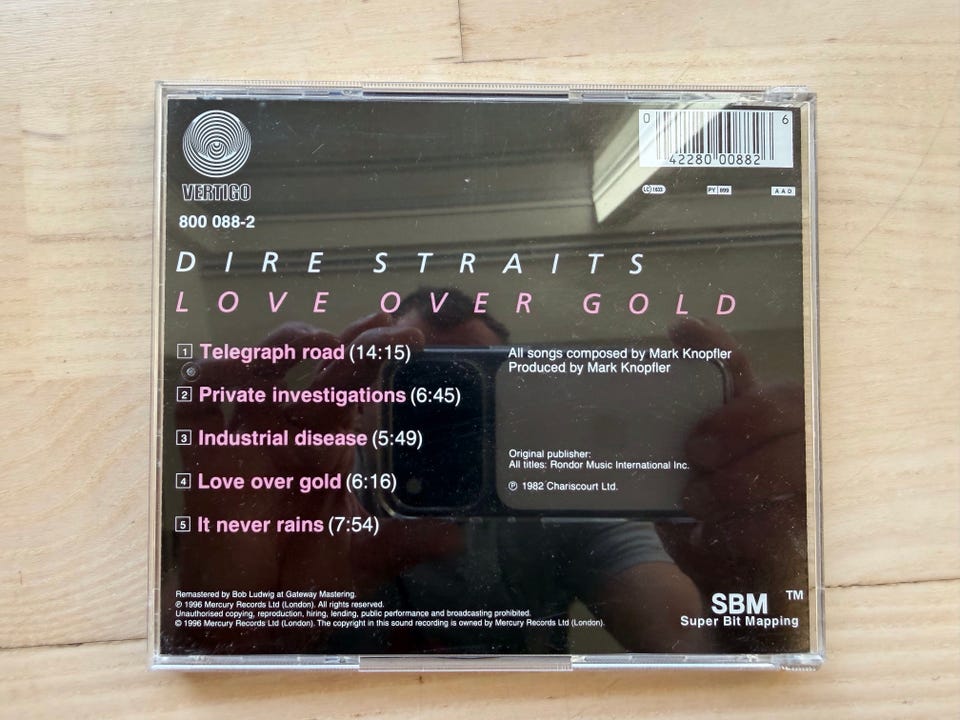 VERTIGO
800 088-2
0 42280 00882 6
LC 1633
PY 899
AAD
DIRE STRAITS
LOVE OVER GOLD
1 Telegraph road (14:15)
2 Private investigations (6:45)
3 Industrial disease (5:49)
4 Love over gold (6:16)
5 It never rains (7:54)
All songs composed by Mark Knopfler
Produced by Mark Knopfler
Original publisher:
All titles: Rondor Music International Inc.
℗ 1982 Chariscourt Ltd.
Remastered by Bob Ludwig at Gateway Mastering.
℗ 1996 Mercury Records Ltd (London). All rights reserved.
Unauthorised copying, reproduction, hiring, lending, public performance and broadcasting prohibited.
© 1996 Mercury Records Ltd (London). The copyright in this sound recording is owned by Mercury Records Ltd (London).
SBM TM
Super Bit Mapping